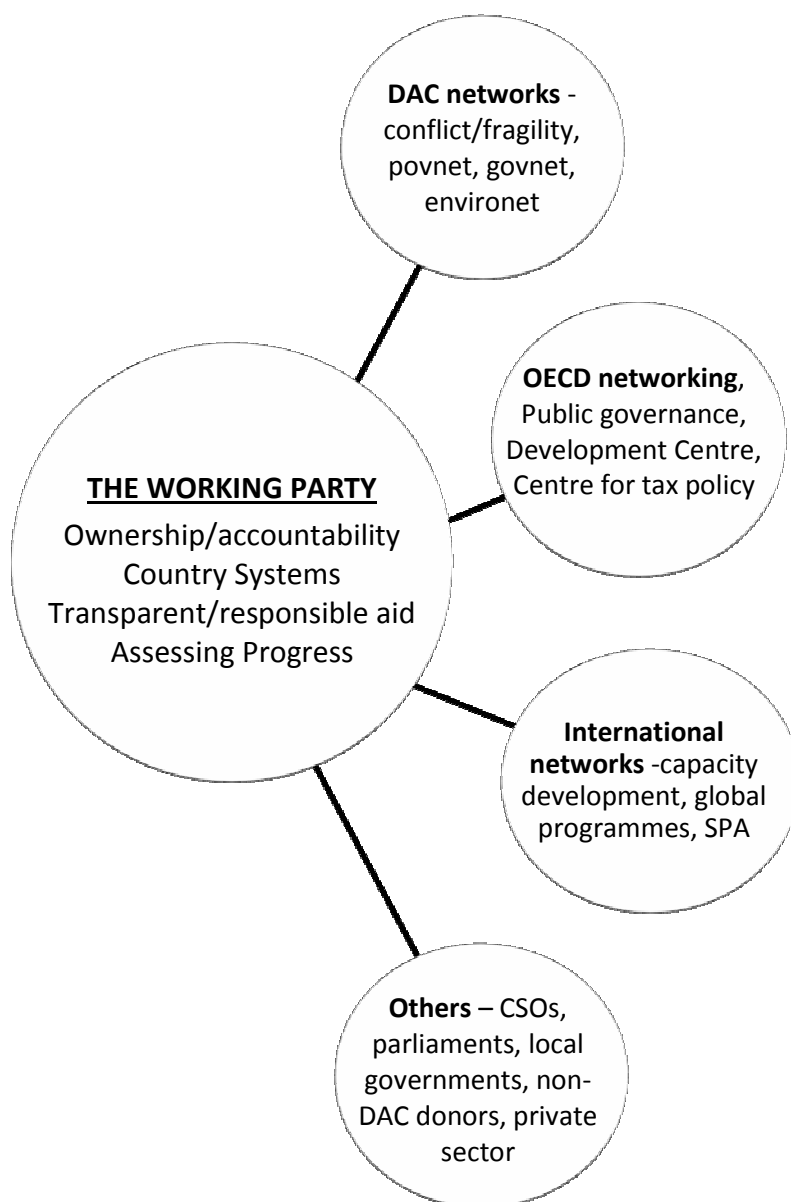 DAC networks -
conflict/fragility,
povnet, govnet,
environet
OECD networking,
Public governance,
Development Centre,
Centre for tax policy
THE WORKING PARTY
Ownership/accountability
Country Systems
Transparent/responsible aid
Assessing Progress
International
networks -capacity
development, global
programmes, SPA
Others – CSOs,
parliaments, local
governments, non-
DAC donors, private
sector